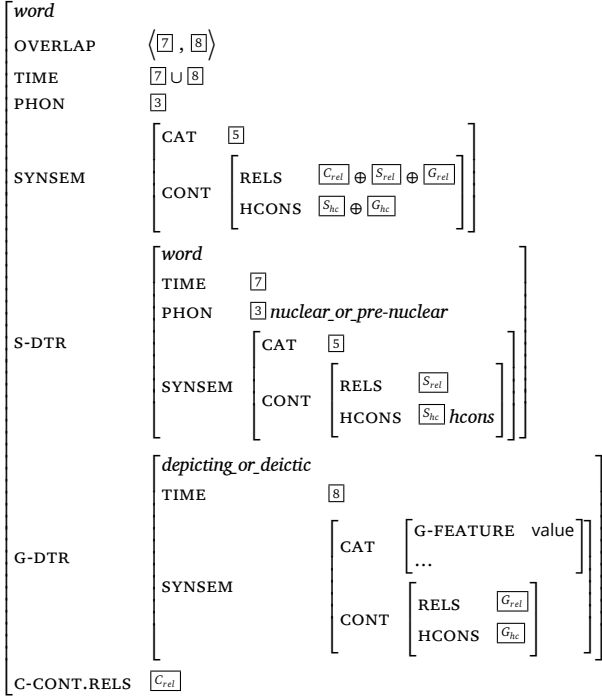 word
OVERLAP ⟨ 7 , 8 ⟩
TIME 7 ∪ 8
PHON 3
CAT 5
SYNSEM
CONT
RELS C_rel ⊕ S_rel ⊕ G_rel
HCONS S_hc ⊕ G_hc
word
TIME 7
PHON 3 nuclear_or_pre-nuclear
S-DTR
CAT 5
SYNSEM
CONT
RELS S_rel
HCONS S_hc hcons
depicting_or_deictic
TIME 8
G-DTR
SYNSEM
CAT
G-FEATURE value
...
CONT
RELS G_rel
HCONS G_hc
C-CONT.RELS C_rel